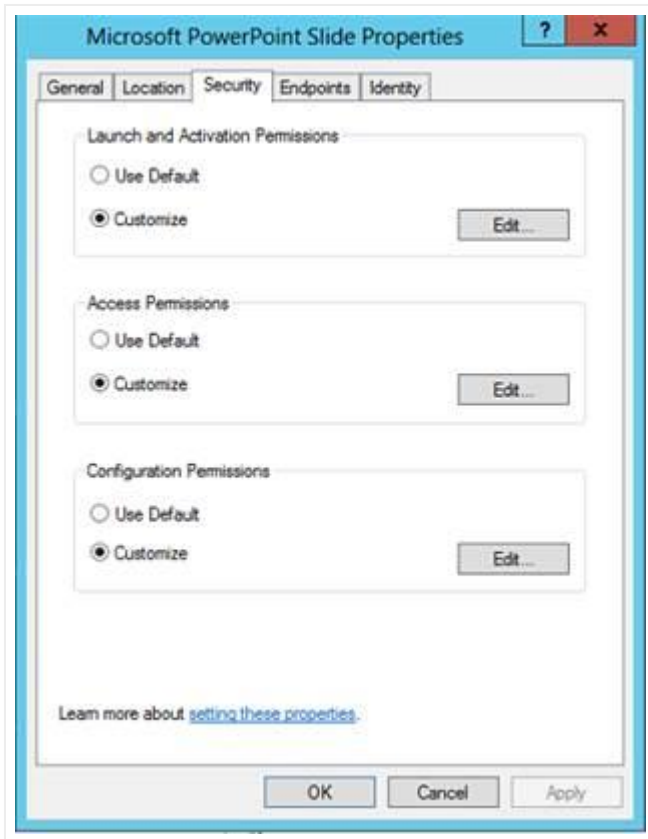 Microsoft PowerPoint Slide Properties ? x
General Location Security Endpoints Identity
Launch and Activation Permissions
Use Default
Customize
Edit...
Access Permissions
Use Default
Customize
Edit...
Configuration Permissions
Use Default
Customize
Edit...
Learn more about setting these properties.
OK Cancel Apply